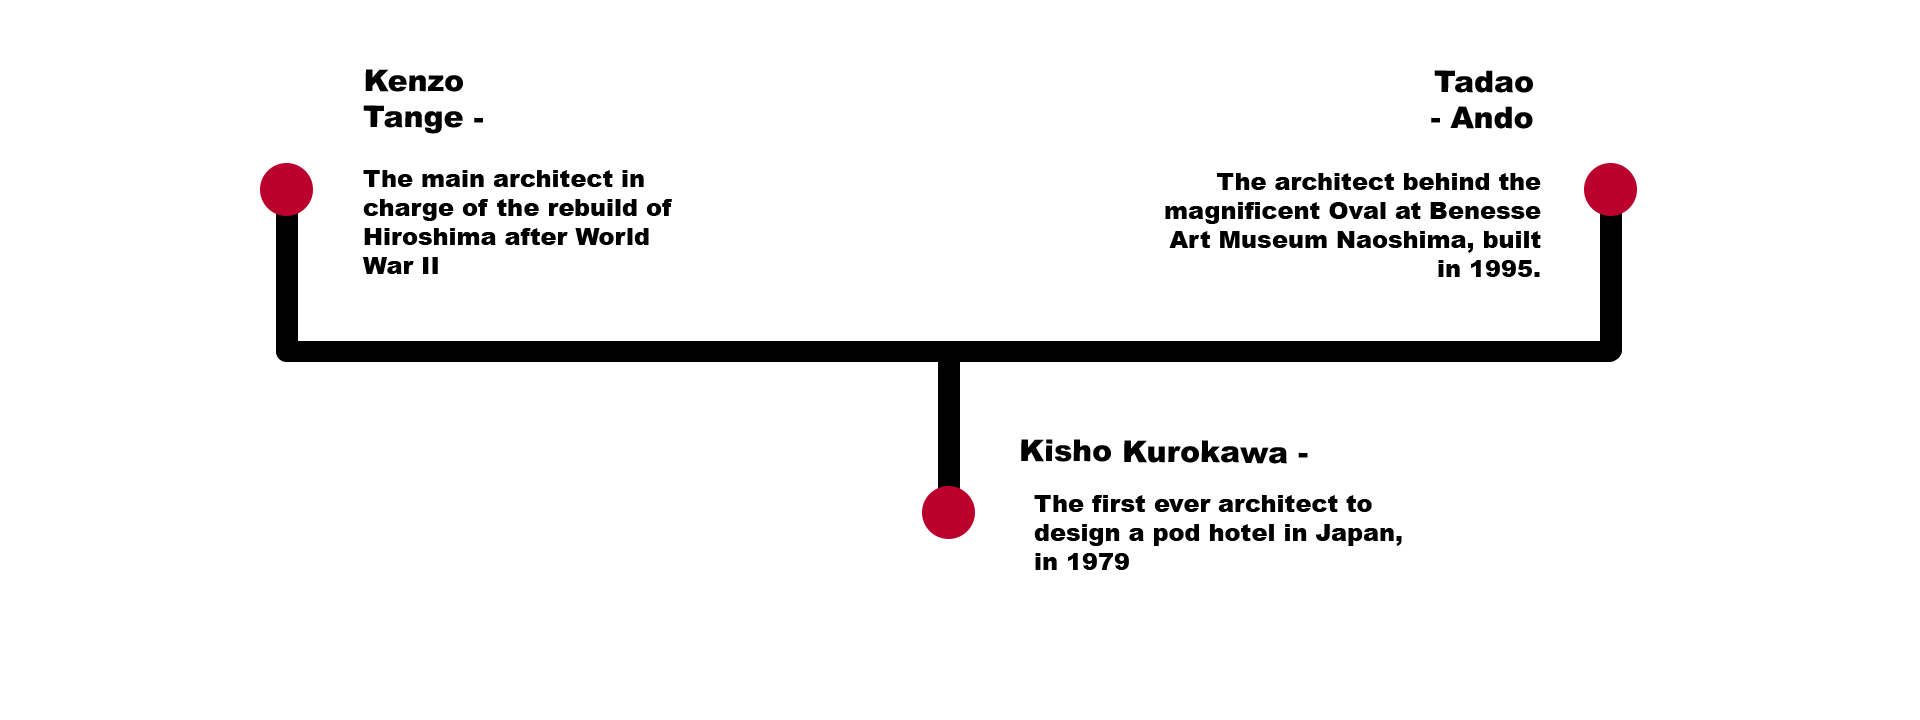 Kenzo
Tange -
The main architect in
charge of the rebuild of
Hiroshima after World
War II
Tadao
- Ando
The architect behind the
magnificent Oval at Benesse
Art Museum Naoshima, built
in 1995.
Kisho Kurokawa -
The first ever architect to
design a pod hotel in Japan,
in 1979